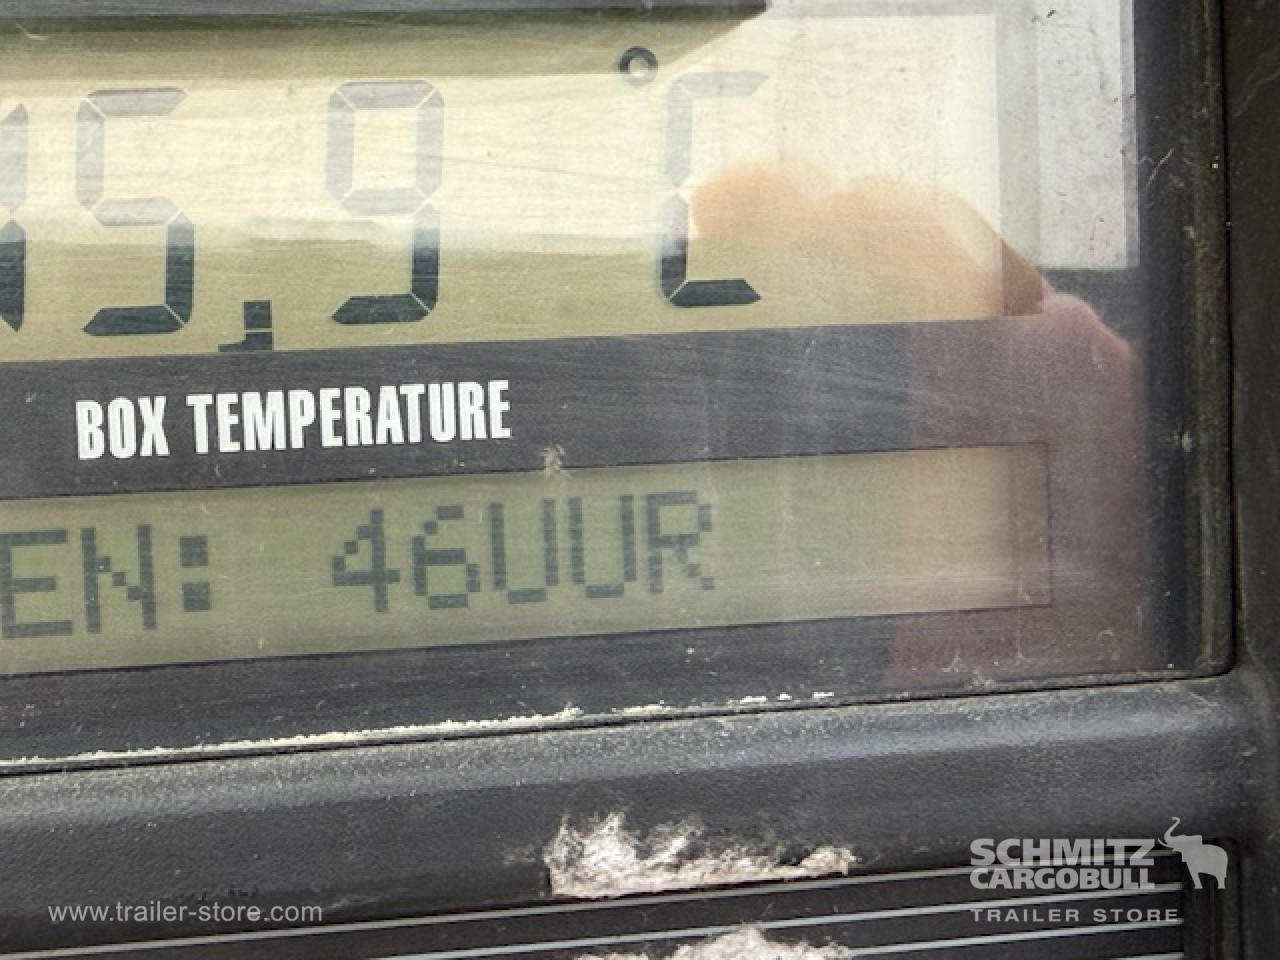 5,9 °C
BOX TEMPERATURE
EN: 46UUR
SCHMITZ
CARGOBULL
TRAILER STORE
www.trailer-store.com